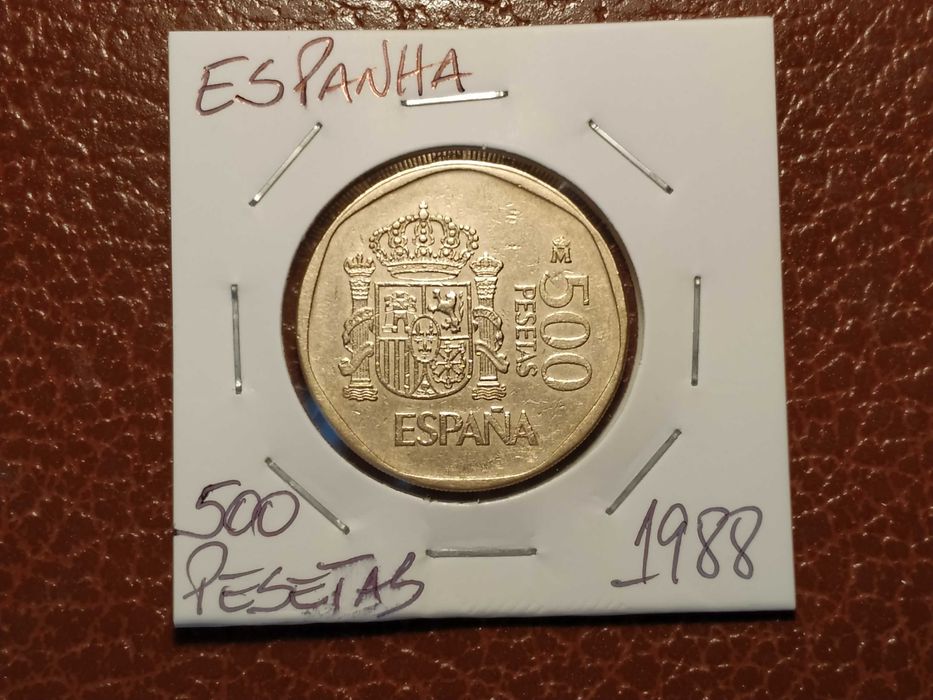 ESPANHA
M
500
PESETAS
ESPAÑA
500
PESETAS
1988